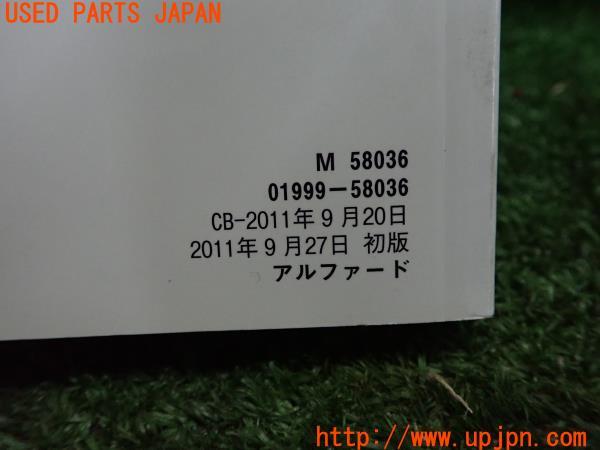 USED PARTS JAPAN
M 58036
01999-58036
CB-2011年9月20日
2011年9月27日 初版
アルファード
http://www.upjpn.com/